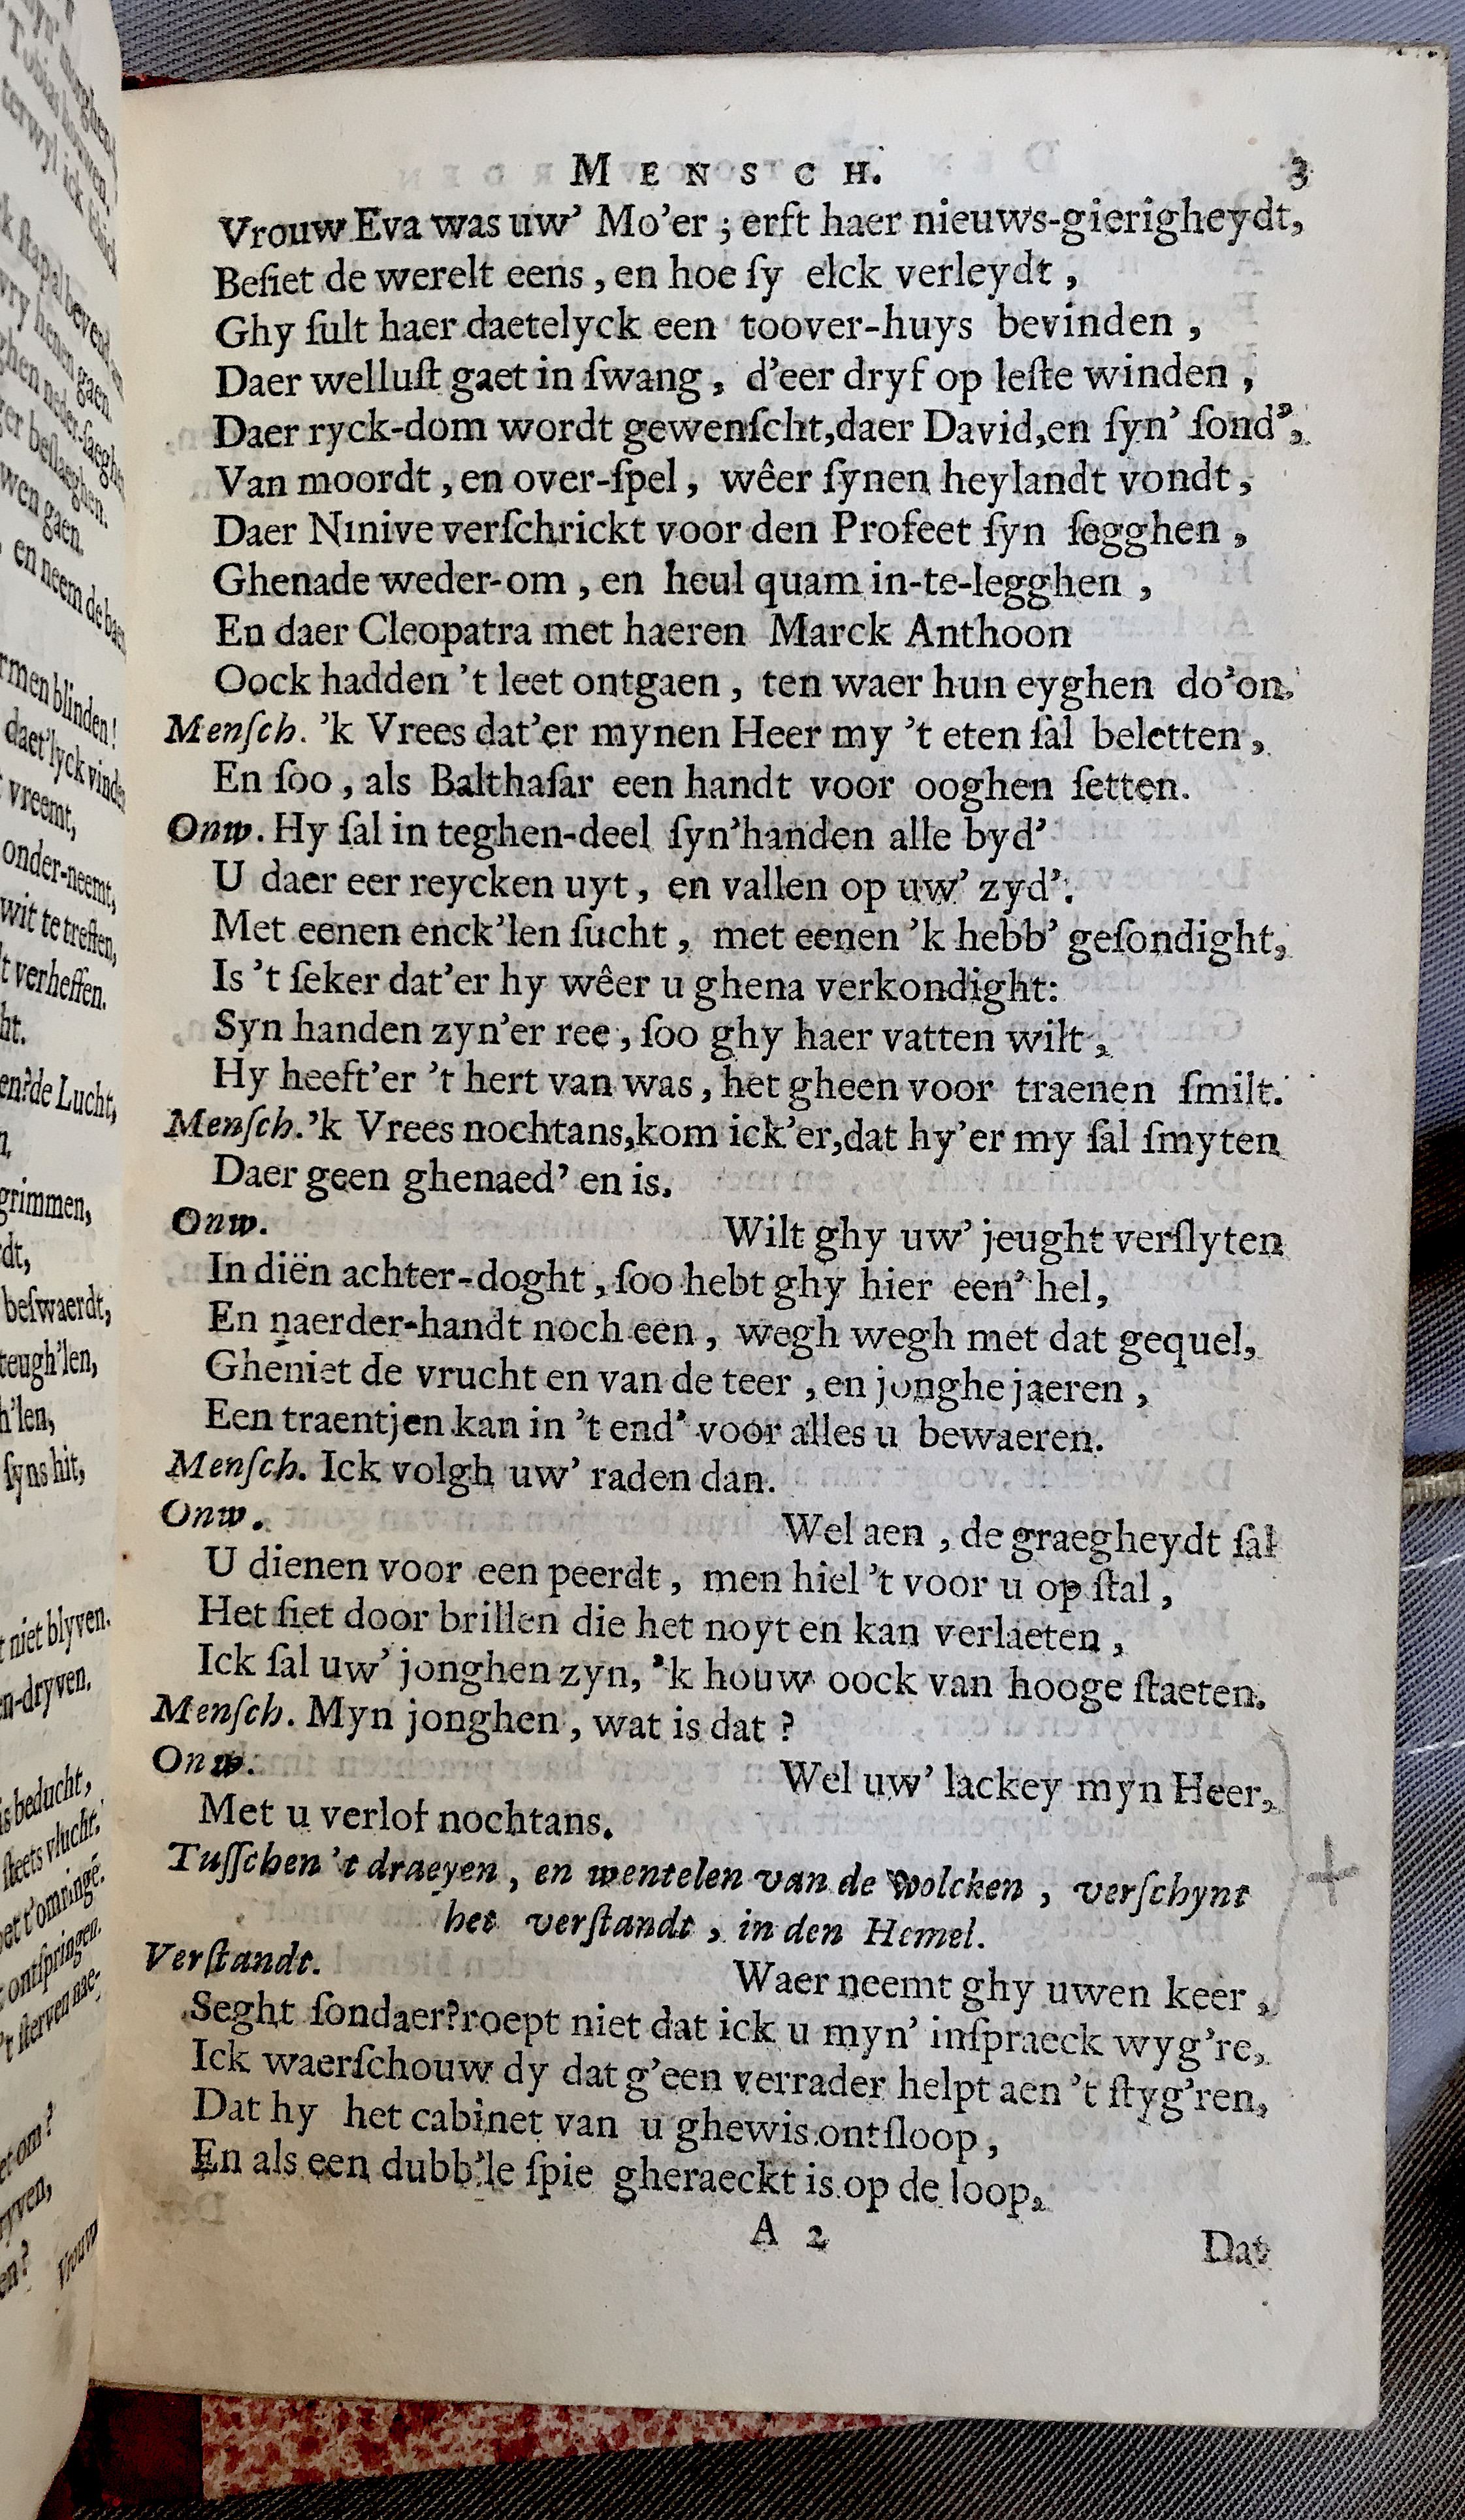 MENSCH. 3
Vrouw Eva was uw' Mo'er ; erft haer nieuws-gierigheydt,
Beſiet de werelt eens , en hoe ſy elck verleydt ,
Ghy ſult haer daetelyck een toover-huys bevinden ,
Daer welluſt gaet in ſwang , d'eer dryf op leſte winden ,
Daer ryck-dom wordt gewenſcht,daer David,en ſyn' ſond',
Van moordt , en over-ſpel , wêer ſynen heylandt vondt ,
Daer Ninive verſchrickt voor den Profeet ſyn ſegghen ,
Ghenade weder-om , en heul quam in-te-legghen ,
En daer Cleopatra met haeren Marck Anthoon
Oock hadden 't leet ontgaen , ten waer hun eyghen do'on.
Menſch. 'k Vrees dat'er mynen Heer my 't eten ſal beletten ,
En ſoo , als Balthaſar een handt voor ooghen ſetten.
Onw. Hy ſal in teghen-deel ſyn'handen alle byd'
U daer eer reycken uyt , en vallen op uw' zyd'.
Met eenen enck'len ſucht , met eenen 'k hebb' geſondight,
Is 't ſeker dat'er hy wêer u ghena verkondight:
Syn handen zyn'er ree , ſoo ghy haer vatten wilt ,
Hy heeft'er 't hert van was , het gheen voor traenen ſmilt.
Menſch.'k Vrees nochtans,kom ick'er,dat hy'er my ſal ſmyten
Daer geen ghenaed' en is.
Onw. Wilt ghy uw' jeught verſlyten
In diën achter-doght , ſoo hebt ghy hier een' hel,
En naerder-handt noch een , wegh wegh met dat gequel,
Gheniet de vrucht en van de teer , en jonghe jaeren ,
Een traentjen kan in 't end' voor alles u bewaeren.
Menſch. Ick volgh uw' raden dan.
Onw. Wel aen , de graegheydt ſal
U dienen voor een peerdt , men hiel 't voor u op ſtal ,
Het ſiet door brillen die het noyt en kan verlaeten ,
Ick ſal uw' jonghen zyn, 'k houw oock van hooge ſtaeten.
Menſch. Myn jonghen , wat is dat ?
Onw. Wel uw' lackey myn Heer,
Met u verlof nochtans.
Tuſſchen 't draeyen , en wentelen van de Wolcken , verſchynt
het verſtandt , in den Hemel.
Verſtandt. Waer neemt ghy uwen keer ,
Seght ſondaer?roept niet dat ick u myn' inſpraeck wyg're,
Ick waerſchouw dy dat g'een verrader helpt aen 't ſtyg'ren,
Dat hy het cabinet van u ghewis ontſloop ,
En als een dubb'le ſpie gheraeckt is op de loop,
A 2
Dat